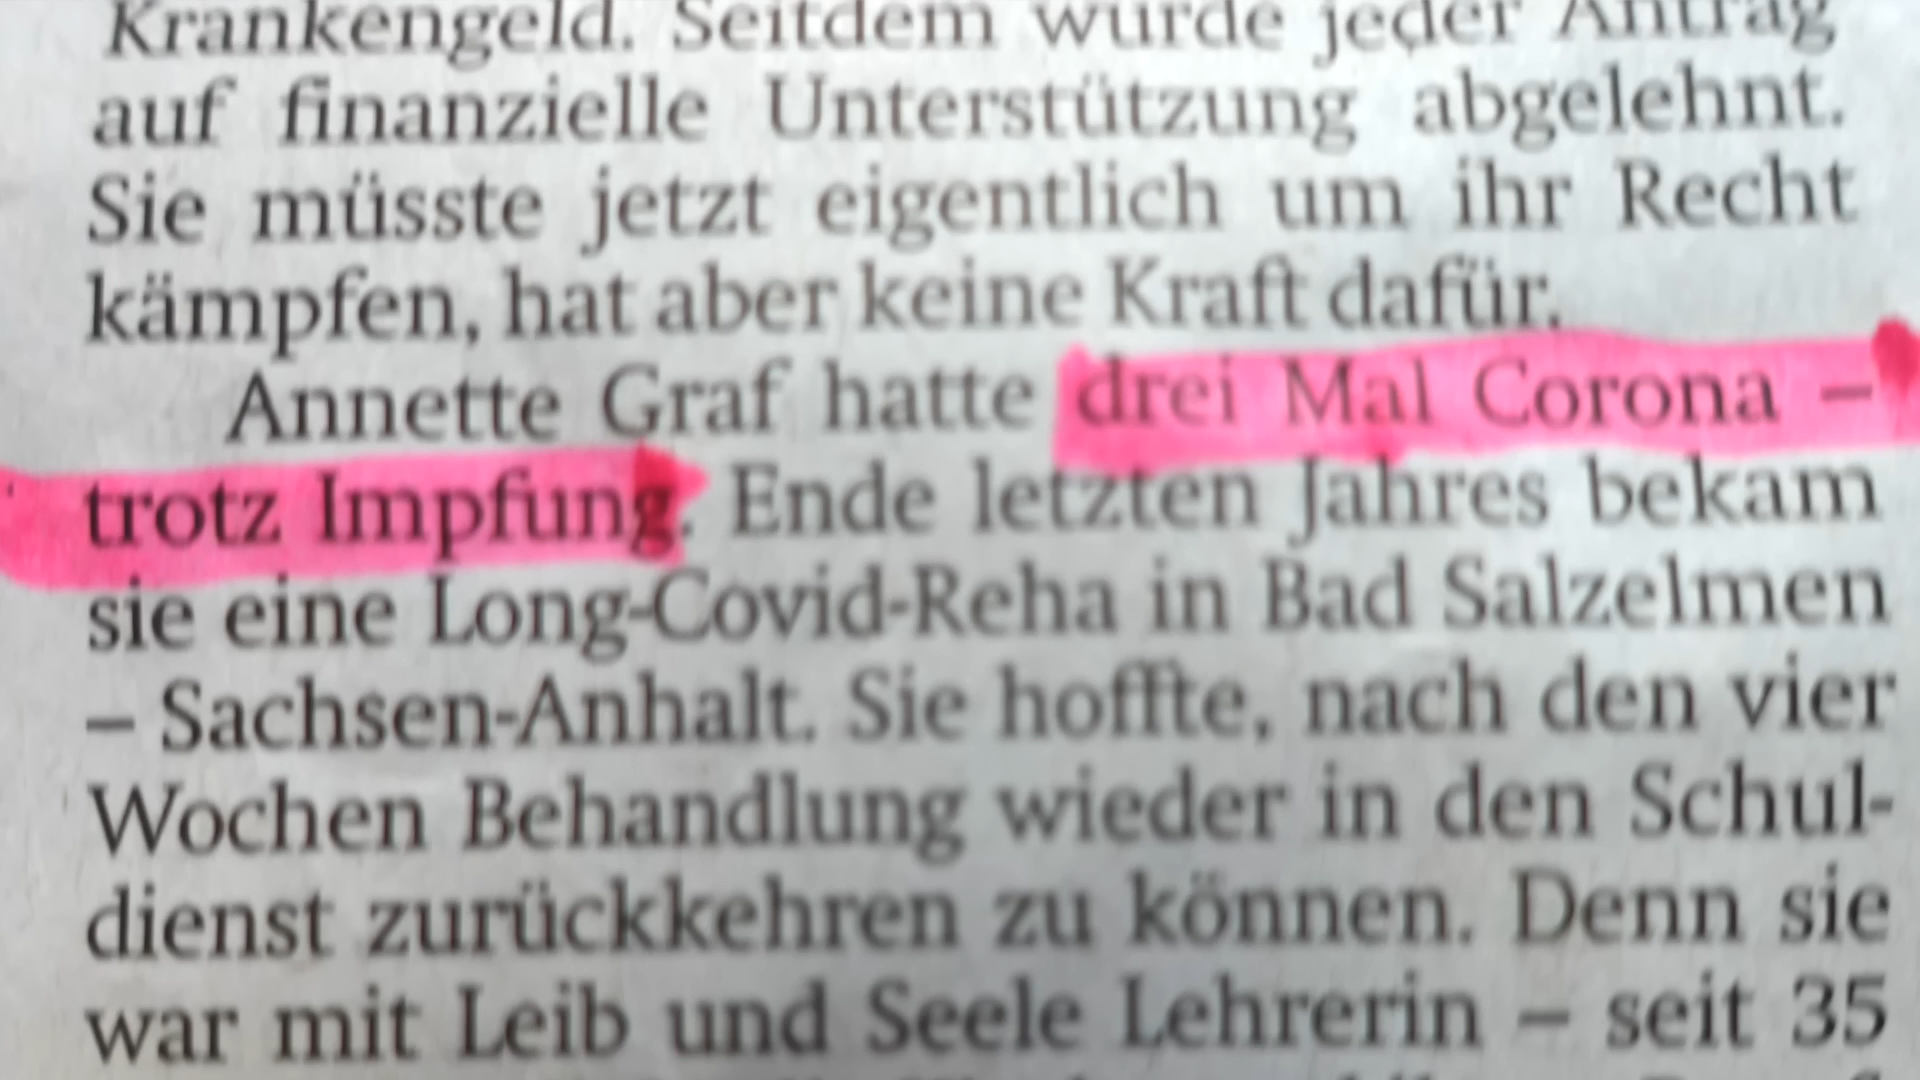 Krankengeld. Seitdem wurde jeder Antrag
auf finanzielle Unterstützung abgelehnt.
Sie müsste jetzt eigentlich um ihr Recht
kämpfen, hat aber keine Kraft dafür.
Annette Graf hatte drei Mal Corona –
trotz Impfung. Ende letzten Jahres bekam
sie eine Long-Covid-Reha in Bad Salzelmen
– Sachsen-Anhalt. Sie hoffte, nach den vier
Wochen Behandlung wieder in den Schul-
dienst zurückkehren zu können. Denn sie
war mit Leib und Seele Lehrerin – seit 35